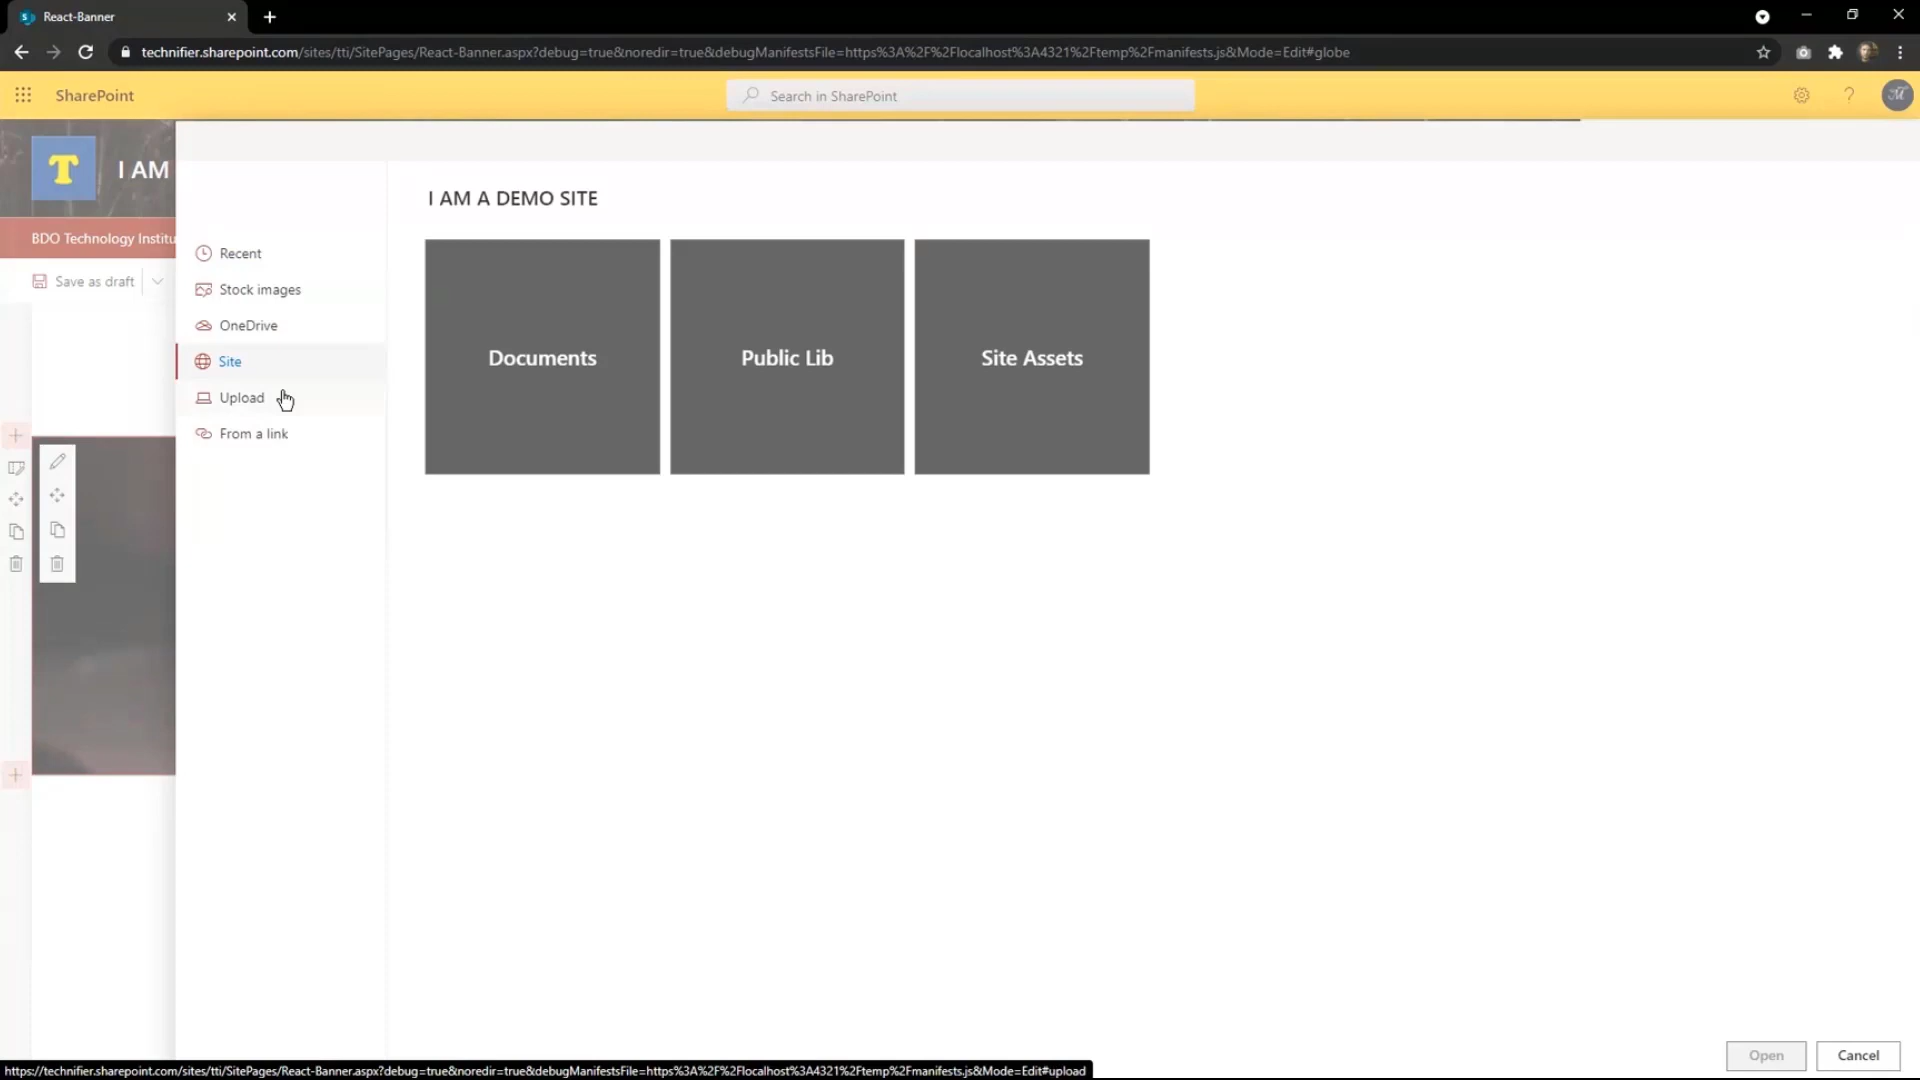 React-Banner
technifier.sharepoint.com/sites/tti/SitePages/React-Banner.aspx?debug=true&noredir=true&debugManifestsFile=https%3A%2F%2Flocalhost%3A4321%2Ftemp%2Fmanifests.js&Mode=Edit#globe
SharePoint
Search in SharePoint
T
I AM
I AM A DEMO SITE
BDO Technology Institu
Save as draft
Recent
Stock images
OneDrive
Site
Upload
From a link
Documents
Public Lib
Site Assets
Open
Cancel
https://technifier.sharepoint.com/sites/tti/SitePages/React-Banner.aspx?debug=true&noredir=true&debugManifestsFile=https%3A%2F%2Flocalhost%3A4321%2Ftemp%2Fmanifests.js&Mode=Edit#upload